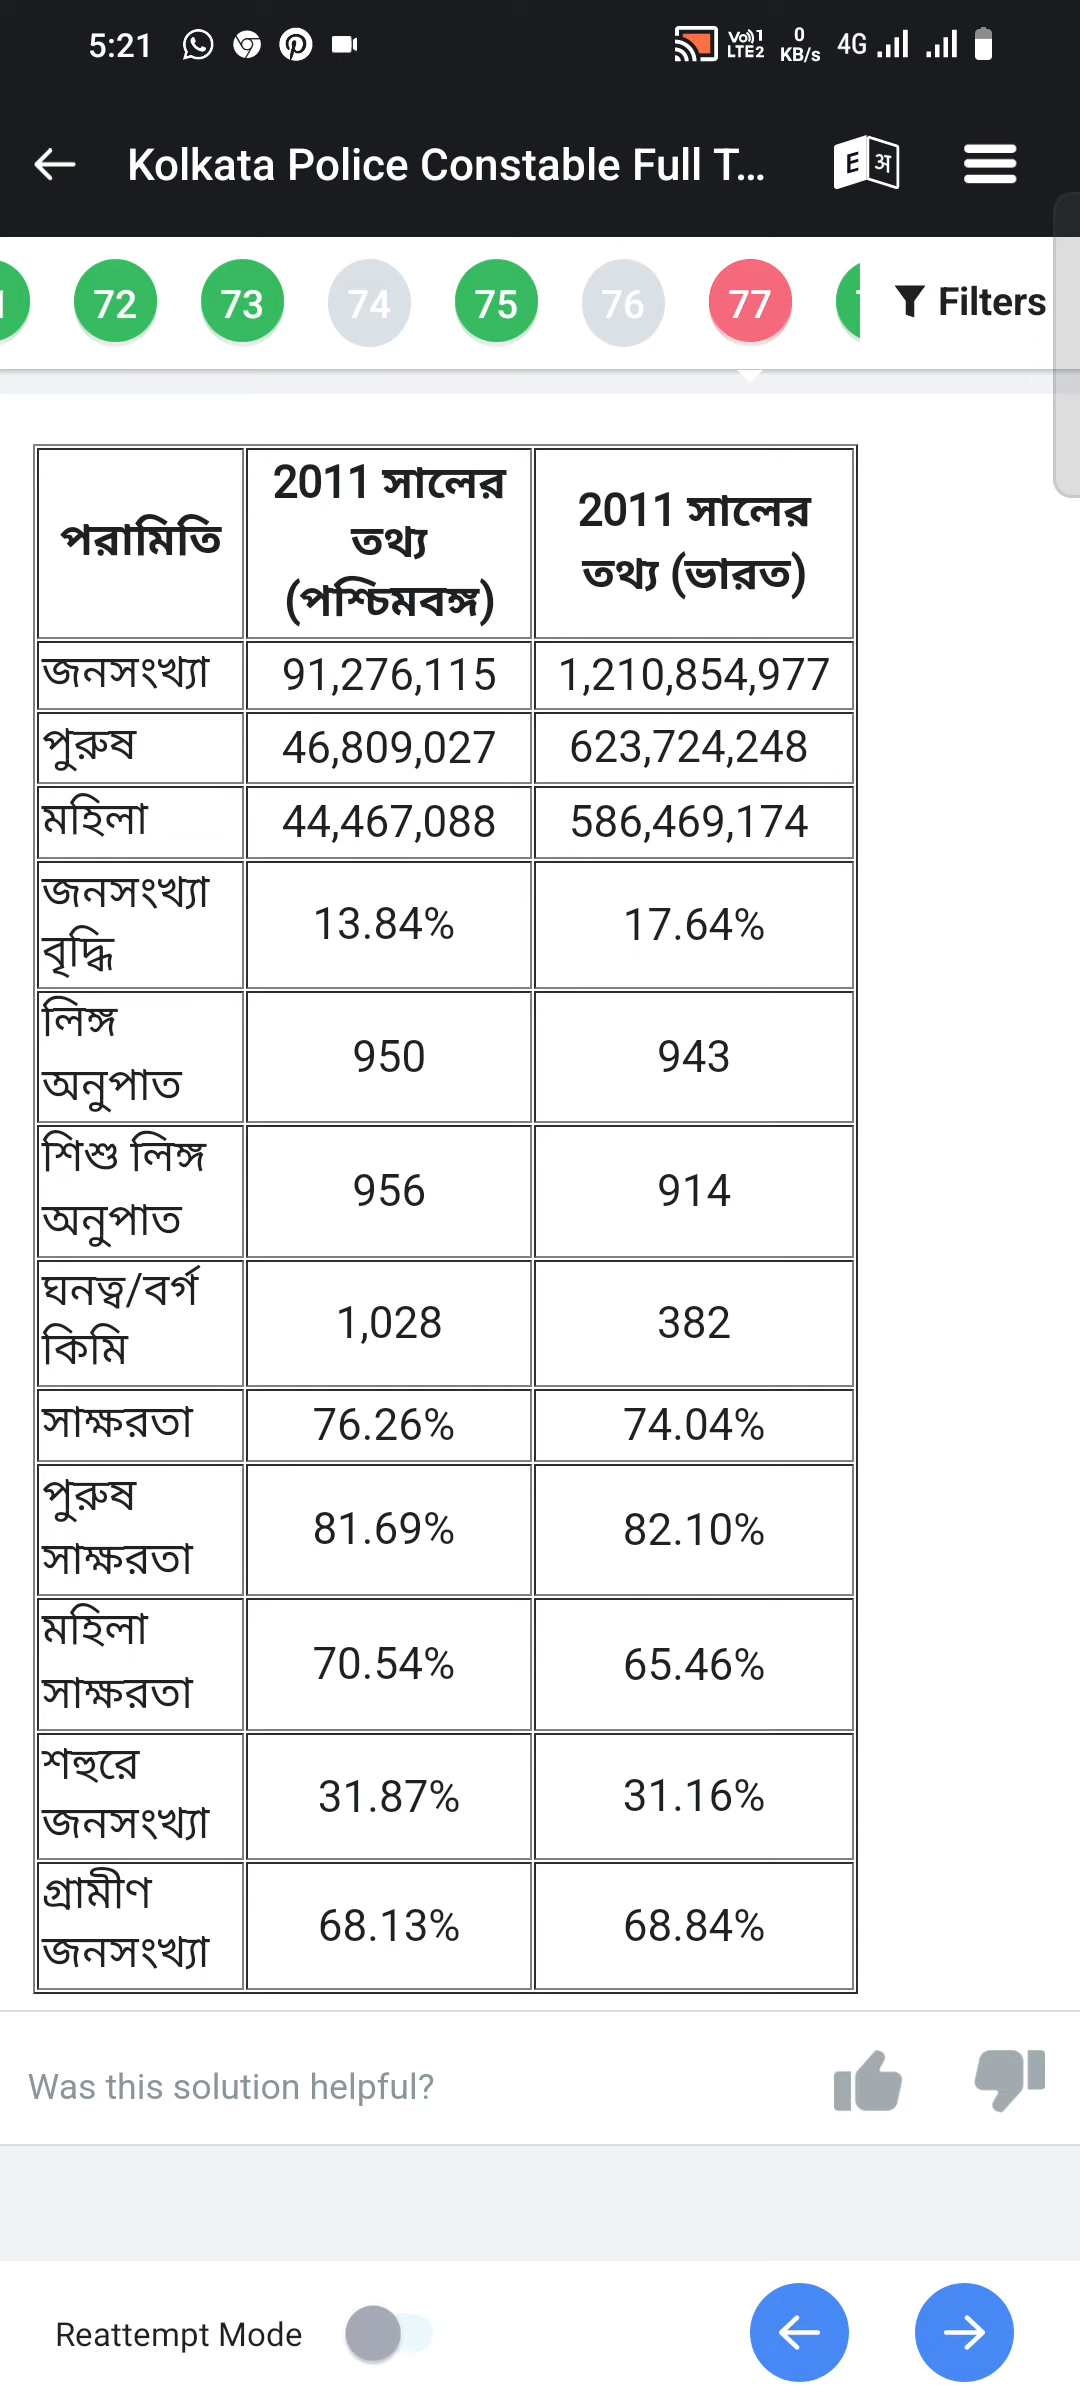 5:21
Vo))1
LTE2
0
KB/s
4G
Kolkata Police Constable Full T...
E अ
72 73 74 75 76 77
Filters
পরামিতি
2011 সালের
তথ্য
(পশ্চিমবঙ্গ)
2011 সালের
তথ্য (ভারত)
জনসংখ্যা 91,276,115 1,210,854,977
পুরুষ 46,809,027 623,724,248
মহিলা 44,467,088 586,469,174
জনসংখ্যা
বৃদ্ধি
13.84% 17.64%
লিঙ্গ
অনুপাত
950 943
শিশু লিঙ্গ
অনুপাত
956 914
ঘনত্ব/বর্গ
কিমি
1,028 382
সাক্ষরতা 76.26% 74.04%
পুরুষ
সাক্ষরতা
81.69% 82.10%
মহিলা
সাক্ষরতা
70.54% 65.46%
শহুরে
জনসংখ্যা
31.87% 31.16%
গ্রামীণ
জনসংখ্যা
68.13% 68.84%
Was this solution helpful?
Reattempt Mode